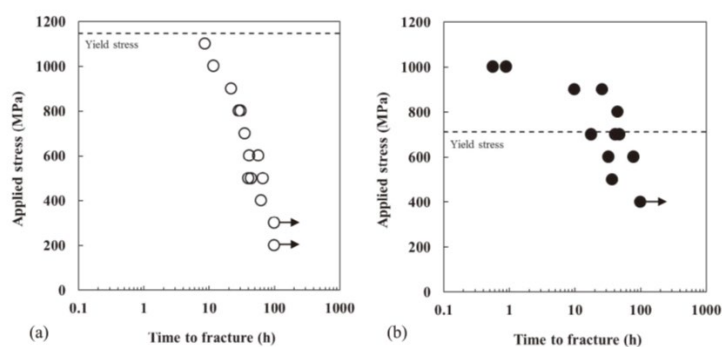 1200
1000
800
600
400
200
0
Applied stress (MPa)
Yield stress
0.1 1 10 100 1000
Time to fracture (h)
(a)
1200
1000
800
600
400
200
0
Applied stress (MPa)
Yield stress
0.1 1 10 100 1000
Time to fracture (h)
(b)